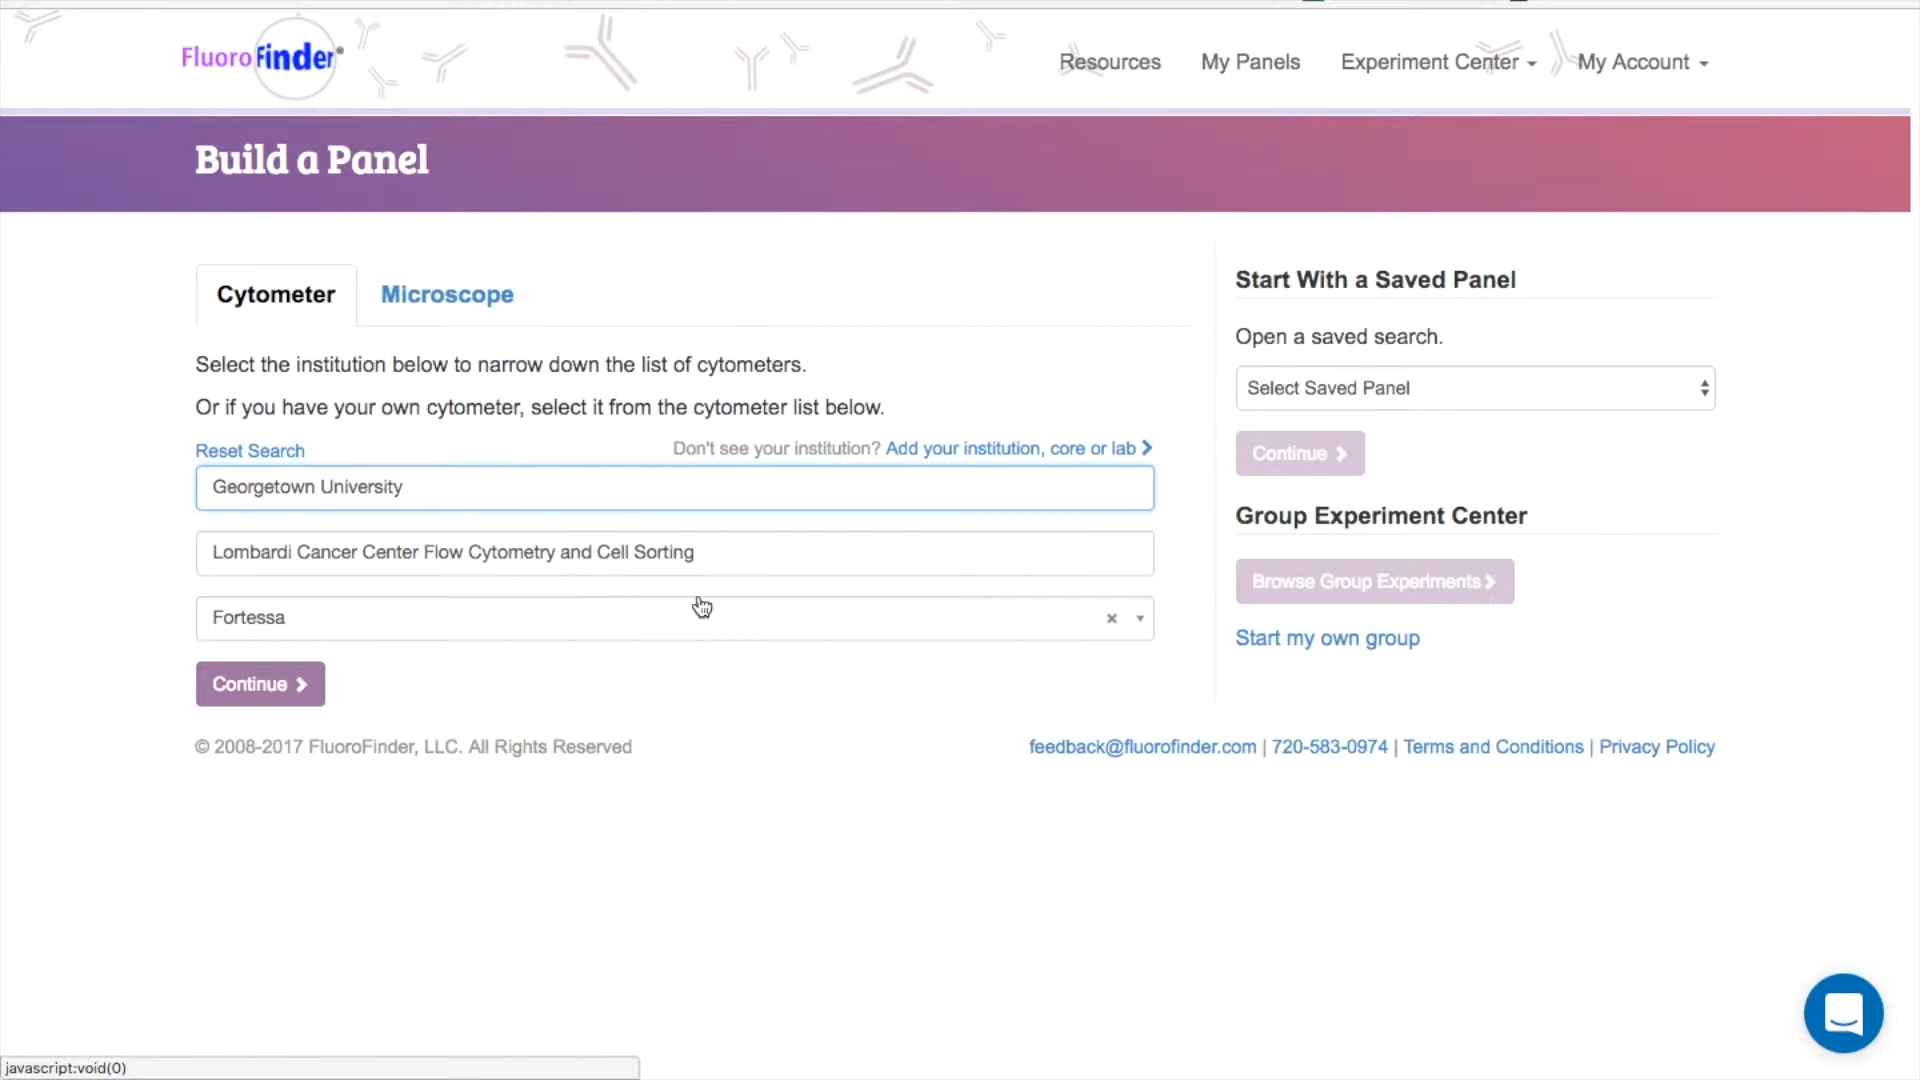 FluoroFinder®
Resources
My Panels
Experiment Center
My Account
Build a Panel
Cytometer
Microscope
Select the institution below to narrow down the list of cytometers.
Or if you have your own cytometer, select it from the cytometer list below.
Reset Search
Don't see your institution? Add your institution, core or lab
Georgetown University
Lombardi Cancer Center Flow Cytometry and Cell Sorting
Fortessa
Continue
Start With a Saved Panel
Open a saved search.
Select Saved Panel
Continue
Group Experiment Center
Browse Group Experiments
Start my own group
© 2008-2017 FluoroFinder, LLC. All Rights Reserved
feedback@fluorofinder.com | 720-583-0974 | Terms and Conditions | Privacy Policy
javascript:void(0)